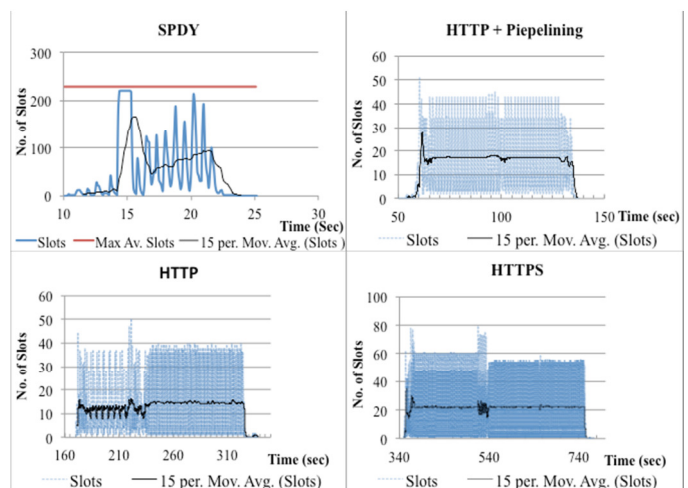 SPDY
300
200
100
0
No. of Slots
10 15 20 25 30
Time (Sec)
Slots Max Av. Slots 15 per. Mov. Avg. (Slots )
HTTP + Piepelining
60
50
40
30
20
10
0
No. of Slots
50 100 150
Time (sec)
Slots 15 per. Mov. Avg. (Slots)
HTTP
60
50
40
30
20
10
0
No. of Slots
160 210 260 310
Time (sec)
Slots 15 per. Mov. Avg. (Slots)
HTTPS
100
80
60
40
20
0
No. of Slots
340 540 740
Time (sec)
Slots 15 per. Mov. Avg. (Slots)